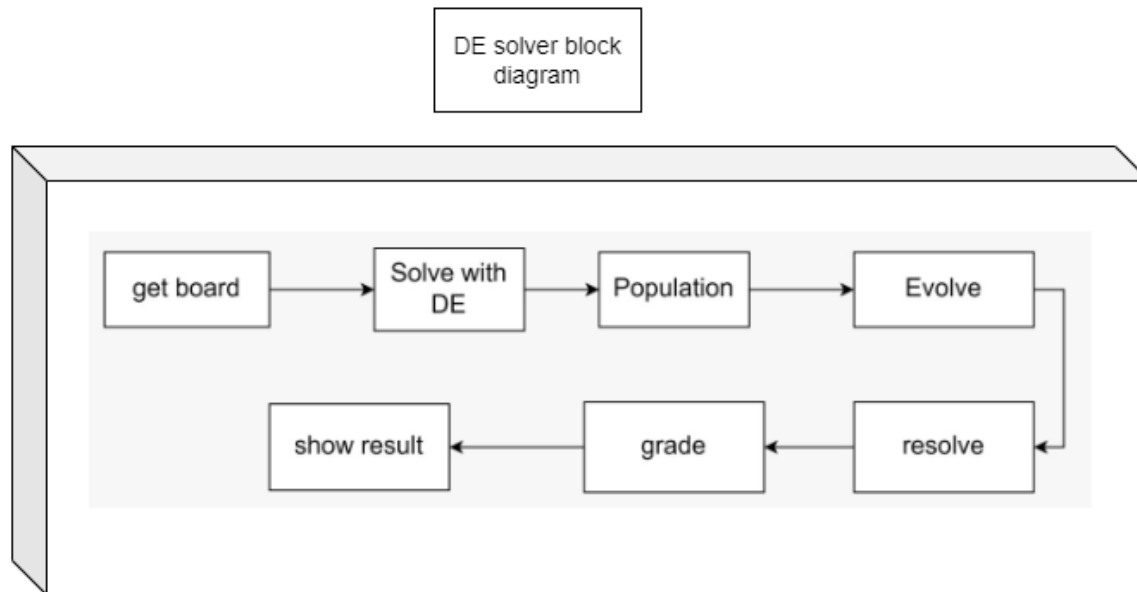 DE solver block
diagram
get board
Solve with
DE
Population
Evolve
resolve
grade
show result